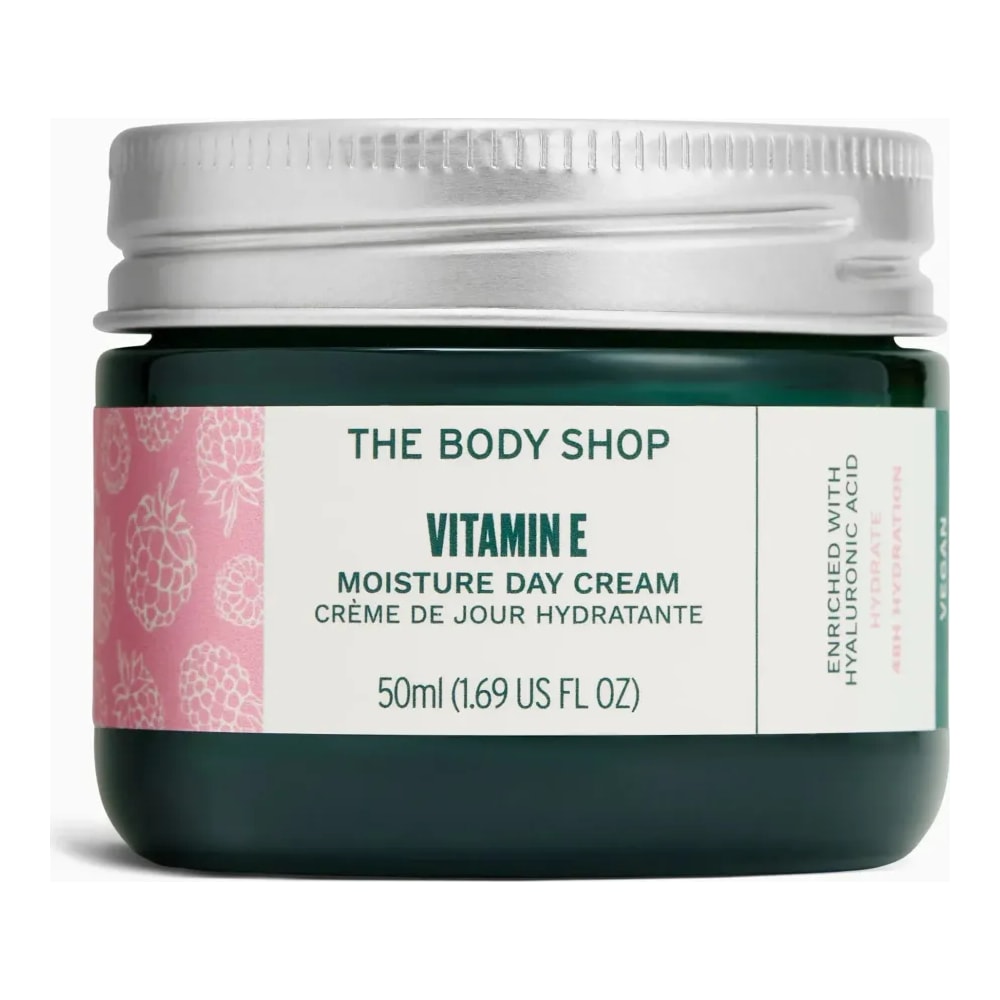 THE BODY SHOP
VITAMIN E
MOISTURE DAY CREAM
CRÈME DE JOUR HYDRATANTE
50ml (1.69 US FL OZ)
ENRICHED WITH
HYALURONIC ACID
HYDRATE
48H HYDRATION
VEGAN